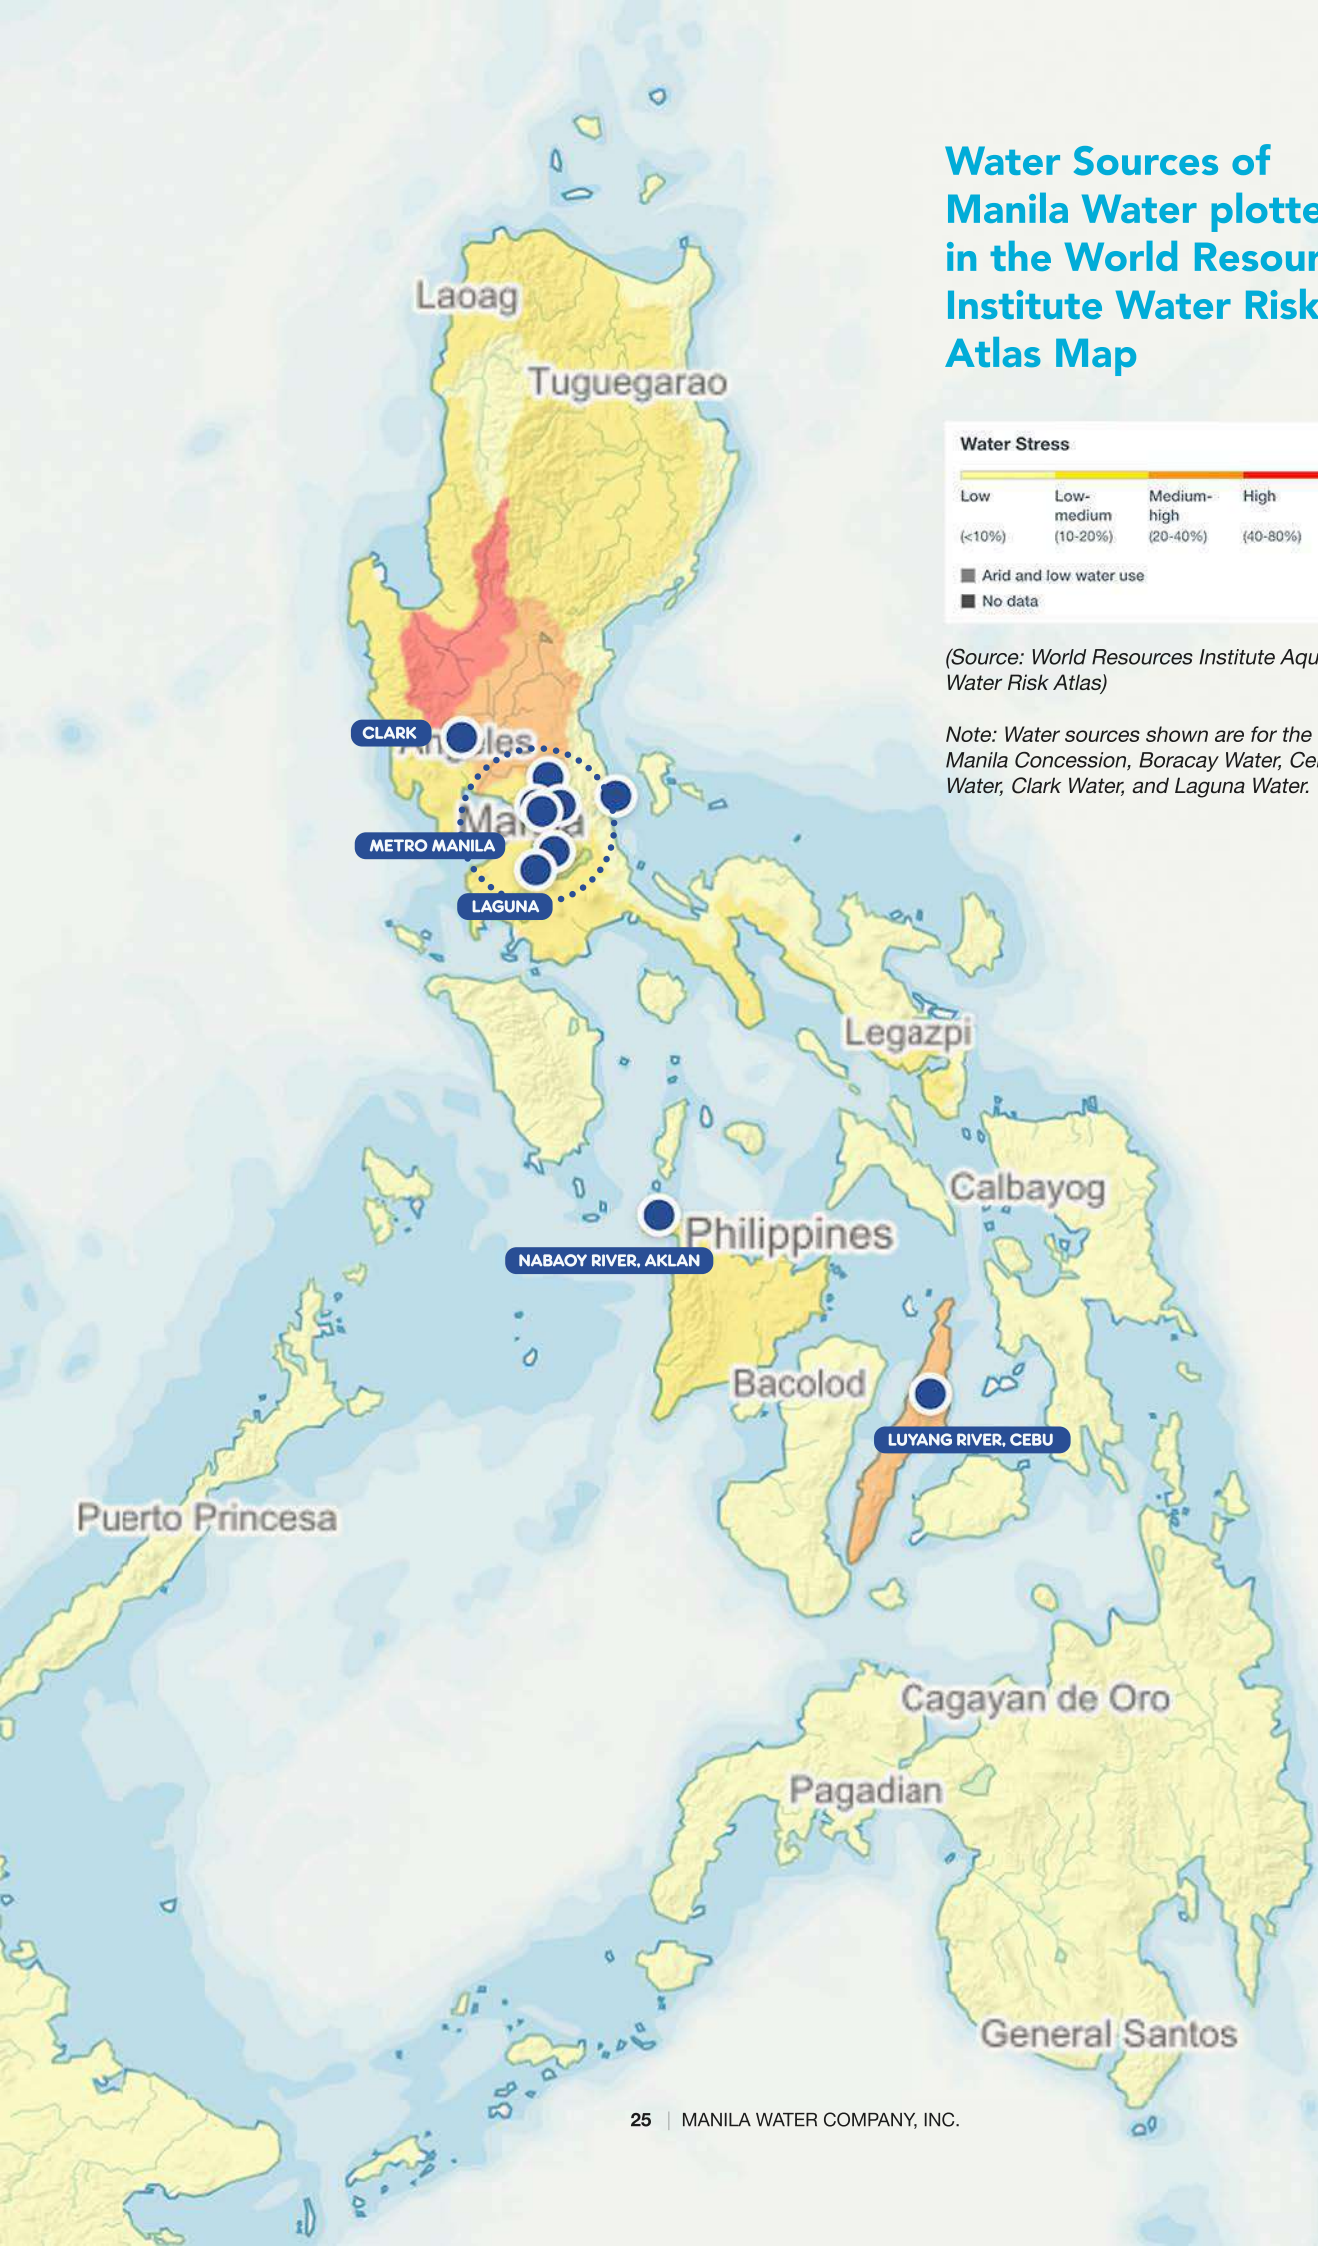 Water Sources of
Manila Water plotte
in the World Resour
Institute Water Risk
Atlas Map
Water Stress
Low
Low-
medium
Medium-
high
High
(<10%)
(10-20%)
(20-40%)
(40-80%)
Arid and low water use
No data
(Source: World Resources Institute Aqu
Water Risk Atlas)
Note: Water sources shown are for the
Manila Concession, Boracay Water, Ce
Water, Clark Water, and Laguna Water.
Laoag
Tuguegarao
CLARK
Angeles
Manila
METRO MANILA
LAGUNA
Legazpi
Calbayog
Philippines
NABAOY RIVER, AKLAN
Bacolod
LUYANG RIVER, CEBU
Puerto Princesa
Cagayan de Oro
Pagadian
General Santos
25 | MANILA WATER COMPANY, INC.